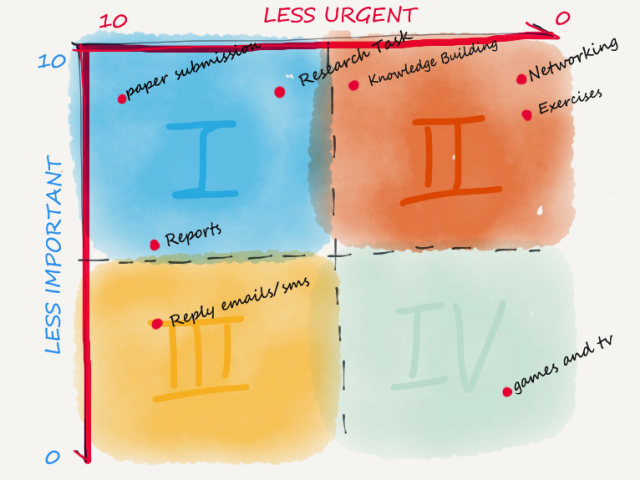 LESS URGENT
10
0
10
paper submission
Research Task
Knowledge Building
Networking
Exercises
I
II
Reports
LESS IMPORTANT
Reply emails/sms
III
IV
games and tv
0